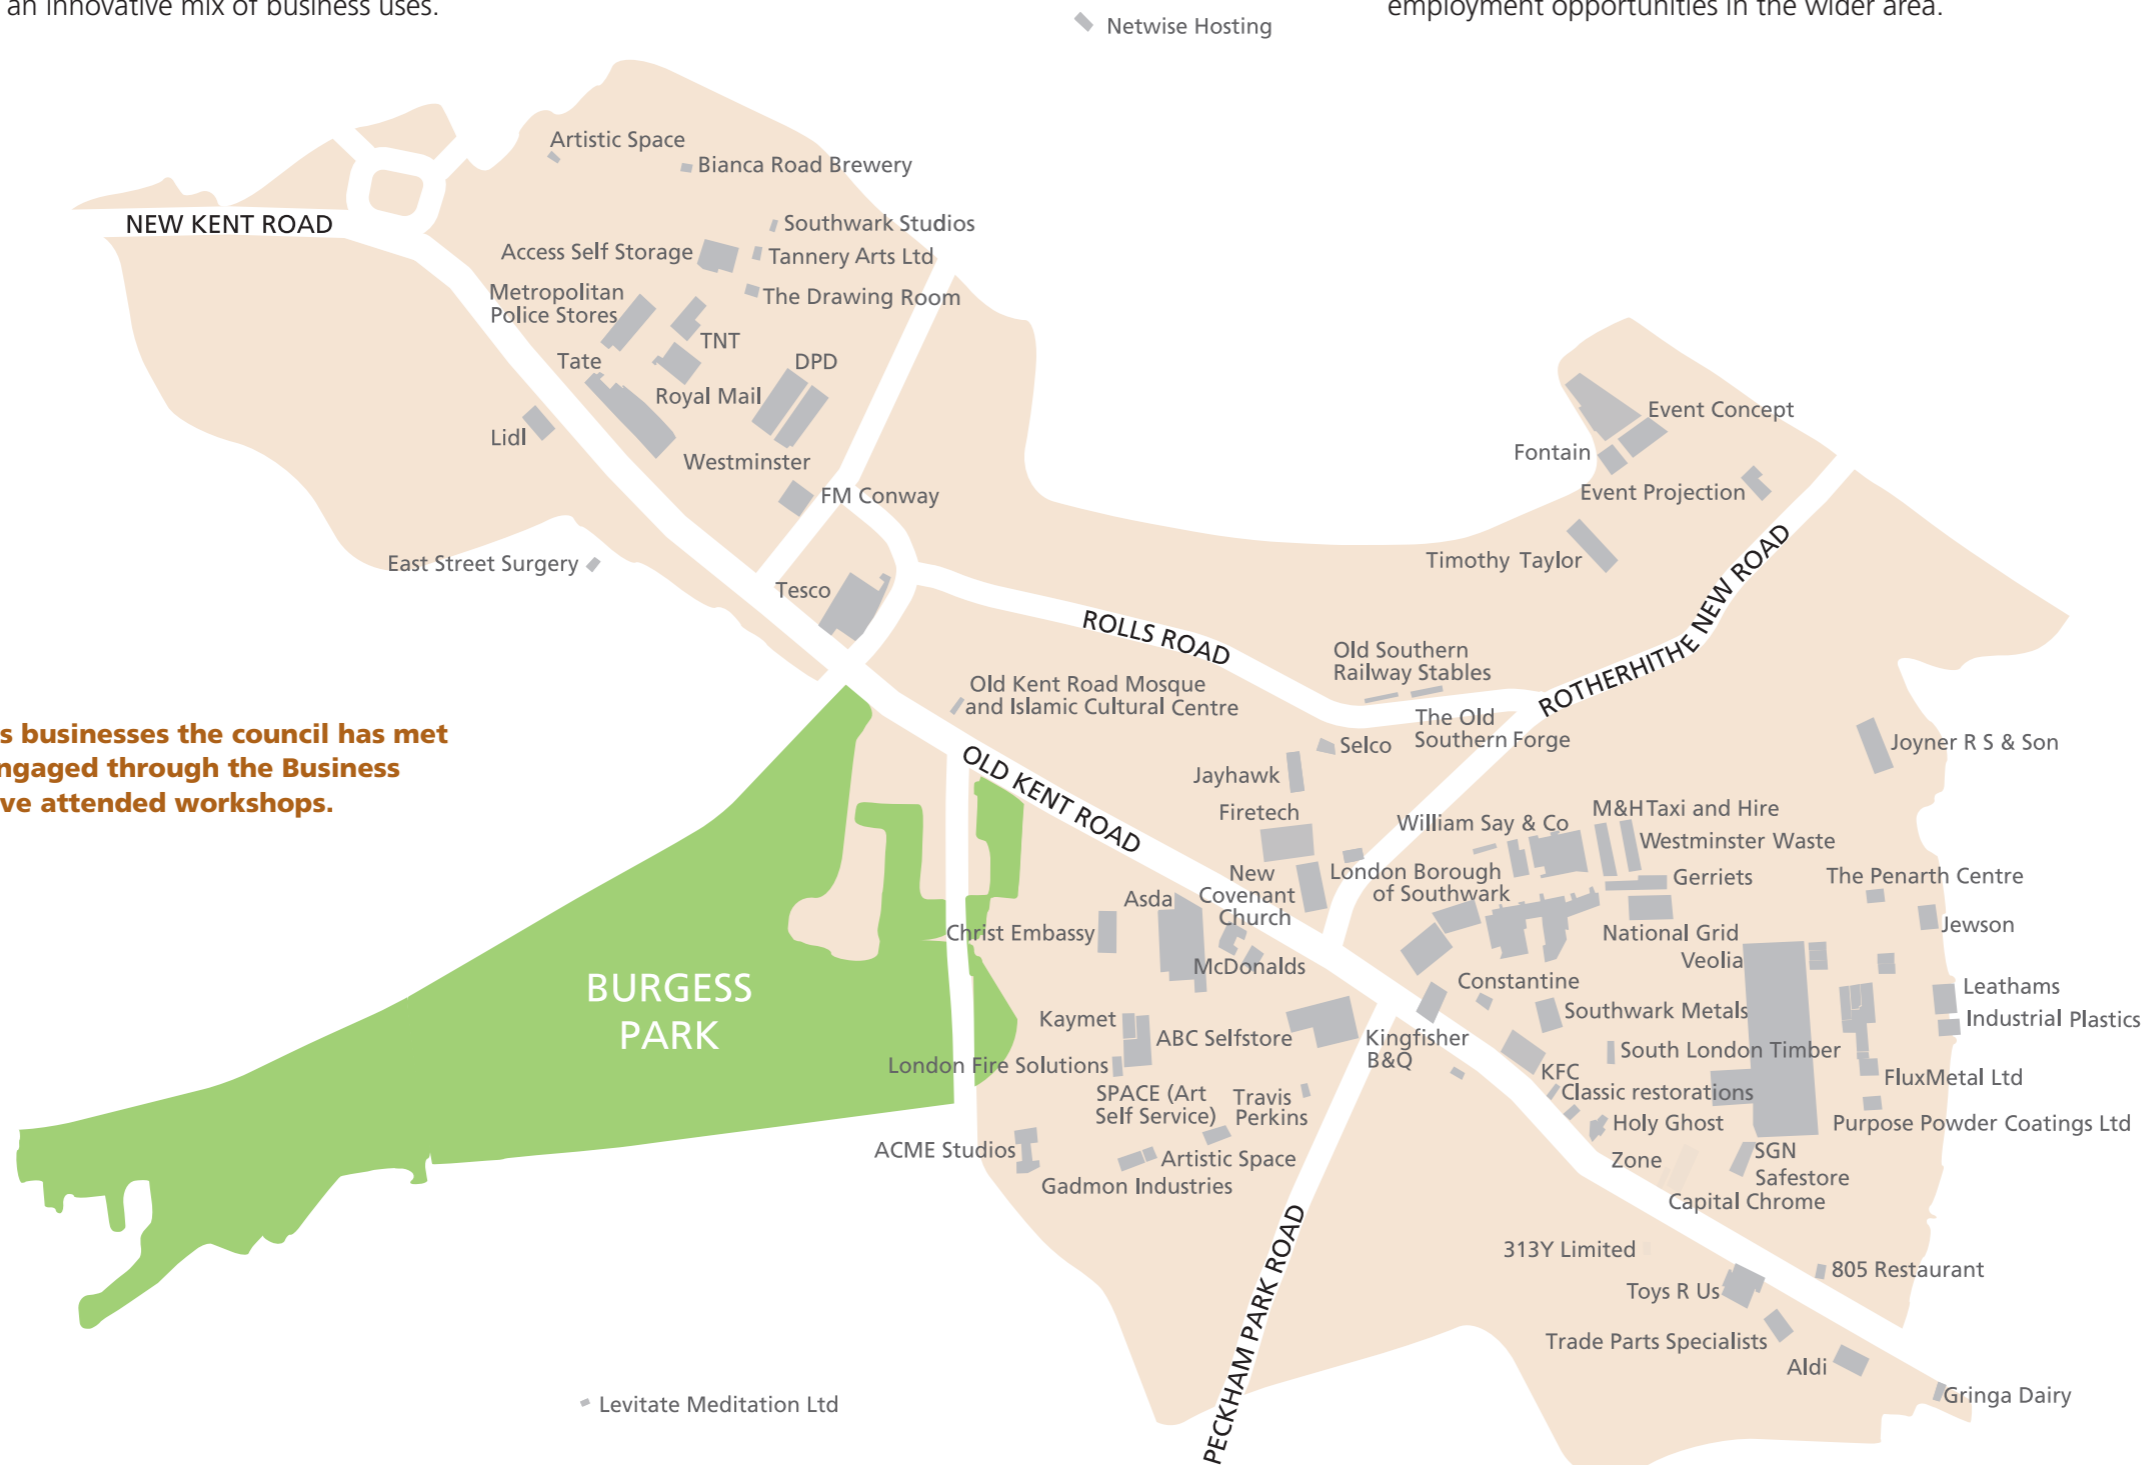 an innovative mix of business uses.
employment opportunities in the wider area.
Netwise Hosting
Artistic Space
Bianca Road Brewery
NEW KENT ROAD
Southwark Studios
Access Self Storage
Tannery Arts Ltd
Metropolitan
Police Stores
The Drawing Room
TNT
Tate
DPD
Royal Mail
Lidl
Westminster
FM Conway
Event Concept
Fontain
Event Projection
East Street Surgery
Tesco
Timothy Taylor
ROLLS ROAD
ROTHERHITHE NEW ROAD
Old Southern
Railway Stables
Old Kent Road Mosque
and Islamic Cultural Centre
The Old
Southern Forge
s businesses the council has met
ngaged through the Business
ve attended workshops.
OLD KENT ROAD
Selco
Jayhawk
Joyner R S & Son
Firetech
William Say & Co
M&H Taxi and Hire
Westminster Waste
New
Covenant
Church
London Borough
of Southwark
Gerriets
The Penarth Centre
Asda
Christ Embassy
National Grid
Jewson
Veolia
McDonalds
BURGESS
PARK
Constantine
Leathams
Southwark Metals
Industrial Plastics
Kaymet
ABC Selfstore
Kingfisher
B&Q
South London Timber
London Fire Solutions
KFC
FluxMetal Ltd
SPACE (Art
Self Service)
Travis
Perkins
Classic restorations
Holy Ghost
Purpose Powder Coatings Ltd
ACME Studios
Artistic Space
Zone
SGN
Safestore
Gadmon Industries
Capital Chrome
PECKHAM PARK ROAD
313Y Limited
805 Restaurant
Toys R Us
Trade Parts Specialists
Aldi
Gringa Dairy
Levitate Meditation Ltd